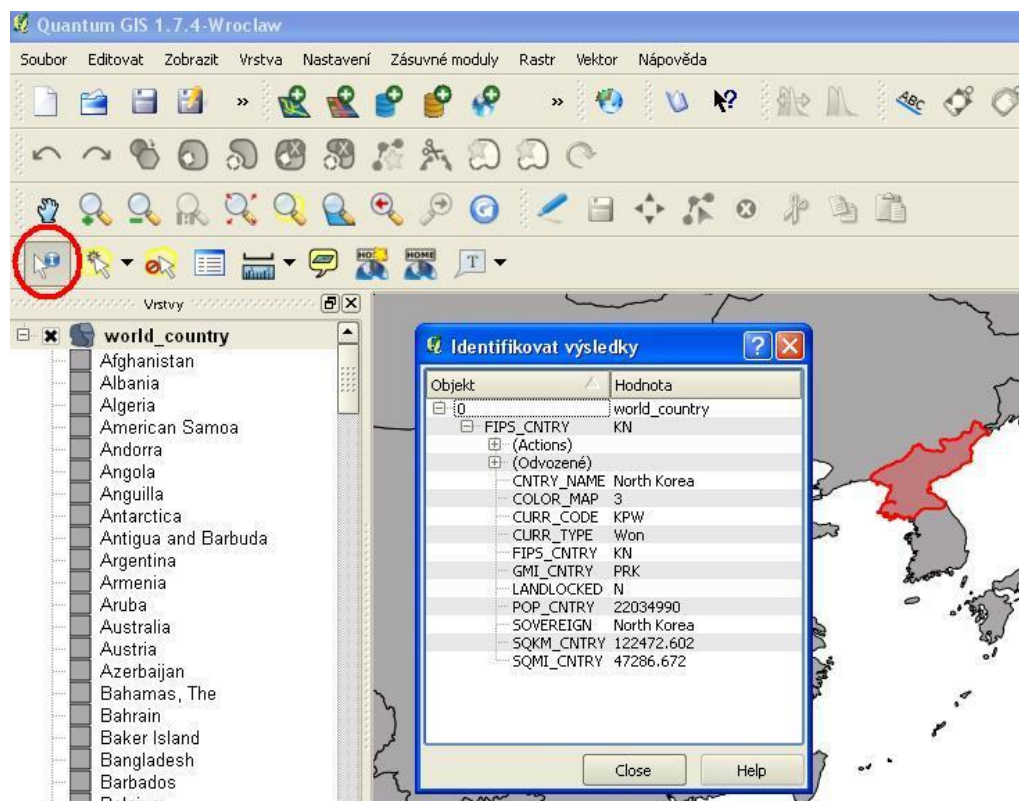 Quantum GIS 1.7.4-Wroclaw
Soubor Editovat Zobrazit Vrstva Nastavení Zásuvné moduly Rastr Vektor Nápověda
ABC
HOME
T
Vrstvy
world_country
Afghanistan
Albania
Algeria
American Samoa
Andorra
Angola
Anguilla
Antarctica
Antigua and Barbuda
Argentina
Armenia
Aruba
Australia
Austria
Azerbaijan
Bahamas, The
Bahrain
Baker Island
Bangladesh
Barbados
Identifikovat výsledky
Objekt Hodnota
0 world_country
FIPS_CNTRY KN
(Actions)
(Odvozené)
CNTRY_NAME North Korea
COLOR_MAP 3
CURR_CODE KPW
CURR_TYPE Won
FIPS_CNTRY KN
GMI_CNTRY PRK
LANDLOCKED N
POP_CNTRY 22034990
SOVEREIGN North Korea
SQKM_CNTRY 122472.602
SQMI_CNTRY 47286.672
Close Help